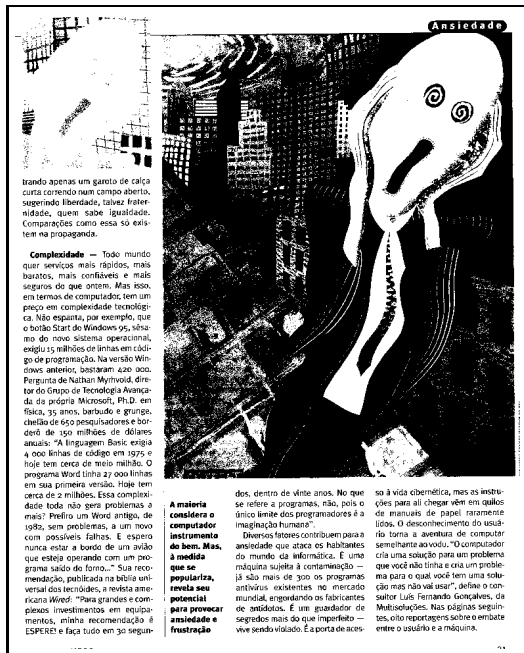 Ansiedade
trando apenas um garoto de calça
curta correndo num campo aberto,
sugerindo liberdade, talvez frater-
nidade, quem sabe igualdade.
Comparações como essa só exis-
tem na propaganda.
Complexidade — Todo mundo
quer serviços mais rápidos, mais
baratos, mais confiáveis e mais
seguros do que ontem. Mas isso,
em termos de computador, tem um
preço em complexidade tecnológi-
ca. Não espanta, por exemplo, que
o botão Start do Windows 95, sésa-
mo do novo sistema operacional,
exigiu 15 milhões de linhas em códi-
go de programação. Na versão Win-
dows anterior, bastaram 420 000.
Pergunta de Nathan Myrhvold, dire-
tor do Grupo de Tecnologia Avança-
da da própria Microsoft, Ph.D. em
física, 35 anos, barbudo e grunge,
chefão de 650 pesquisadores e bor-
derô de 150 milhões de dólares
anuais: “A linguagem Basic exigia
4 000 linhas de código em 1975 e
hoje tem cerca de meio milhão. O
programa Word tinha 27 000 linhas
em sua primeira versão. Hoje tem
cerca de 2 milhões. Essa complexi-
dade toda não gera problemas a
mais? Prefiro um Word antigo, de
1982, sem problemas, a um novo
com possíveis falhas. E espero
nunca estar a bordo de um avião
que esteja operando com um pro-
grama saído do forno...” Sua reco-
mendação, publicada na bíblia uni-
versal dos tecnóides, a revista ame-
ricana Wired: “Para grandes e com-
plexos investimentos em equipa-
mentos, minha recomendação é
ESPERE! e faça tudo em 30 segun-
A maioria
considera o
computador
instrumento
do bem. Mas,
à medida
que se
populariza,
revela seu
potencial
para provocar
ansiedade e
frustração
dos, dentro de vinte anos. No que
se refere a programas, não, pois o
único limite dos programadores é a
imaginação humana”.
Diversos fatores contribuem para a
ansiedade que ataca os habitantes
do mundo da informática. É uma
máquina sujeita à contaminação —
já são mais de 300 os programas
antivírus existentes no mercado
mundial, engordando os fabricantes
de antídotos. É um guardador de
segredos mais do que imperfeito —
vive sendo violado. É a porta de aces-
so à vida cibernética, mas as instru-
ções para ali chegar vêm em quilos
de manuais de papel raramente
lidos. O desconhecimento do usuá-
rio torna a aventura de computar
semelhante ao vudu. “O computador
cria uma solução para um problema
que você não tinha e cria um proble-
ma para o qual você tem uma solu-
ção mas não vai usar”, define o con-
sultor Luís Fernando Gonçalves, da
Multisoluções. Nas páginas seguin-
tes, oito reportagens sobre o embate
entre o usuário e a máquina.